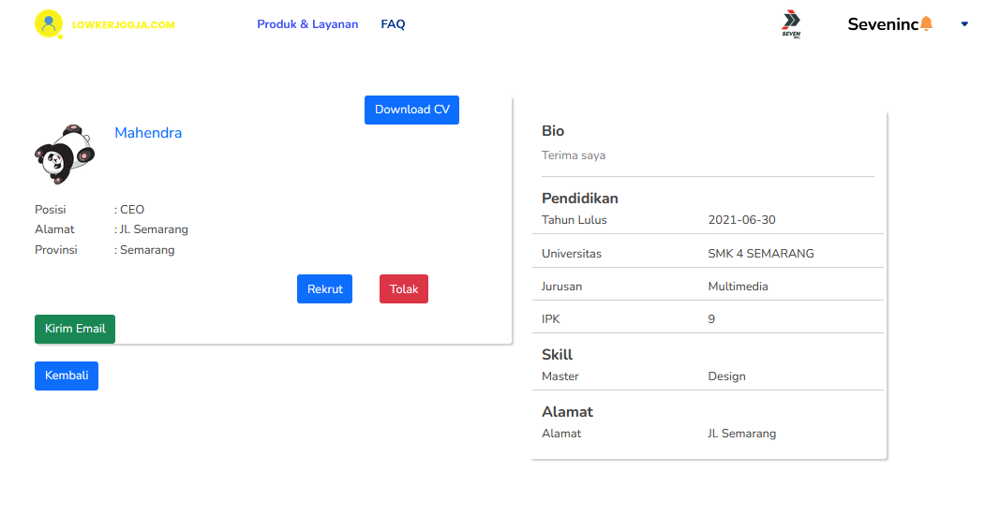 LOWKERJOGJA.COM
Produk & Layanan
FAQ
SEVEN
INC.
Seveninc
Download CV
Mahendra
Posisi : CEO
Alamat : Jl. Semarang
Provinsi : Semarang
Rekrut
Tolak
Kirim Email
Kembali
Bio
Terima saya
Pendidikan
Tahun Lulus 2021-06-30
Universitas SMK 4 SEMARANG
Jurusan Multimedia
IPK 9
Skill
Master Design
Alamat
Alamat Jl. Semarang